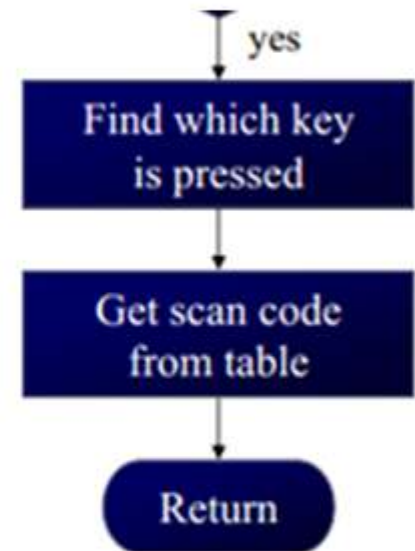 yes
Find which key
is pressed
Get scan code
from table
Return